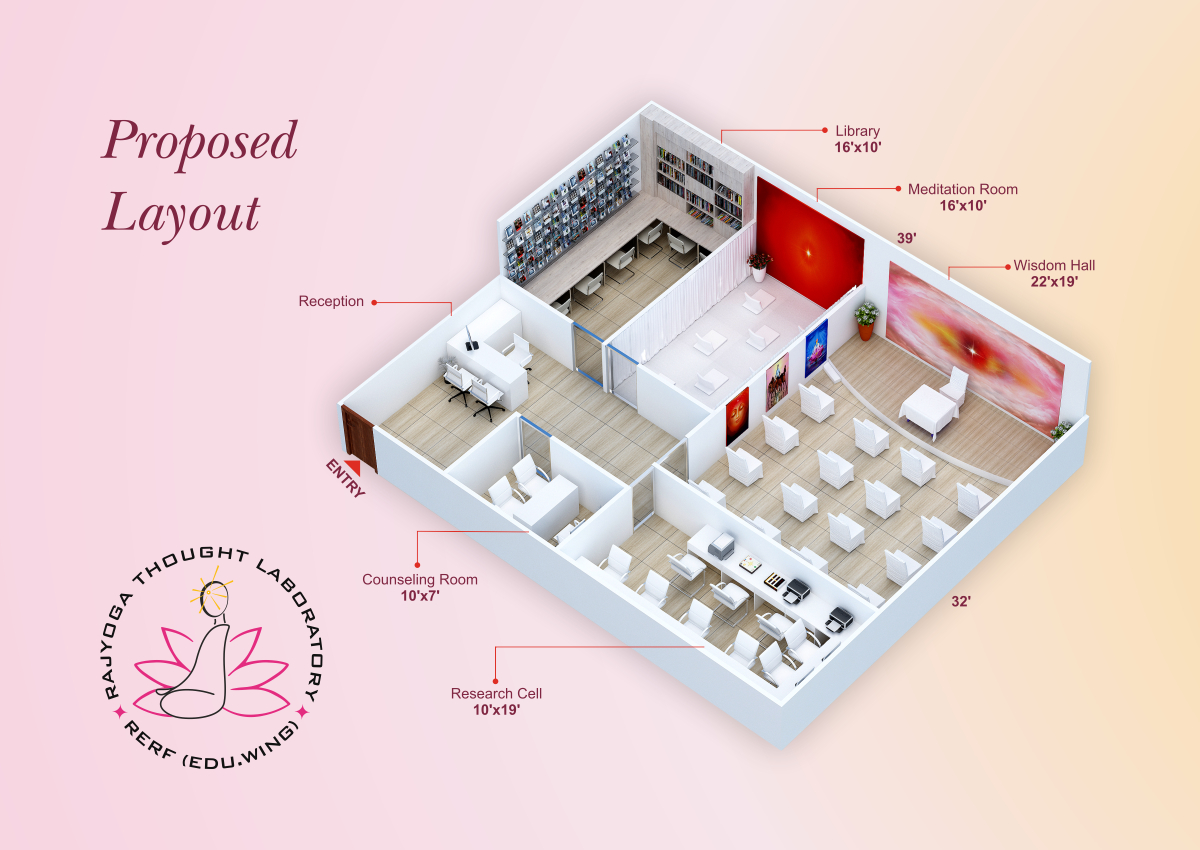 Proposed
Layout
Library
16'x10'
Meditation Room
16'x10'
39'
Wisdom Hall
22'x19'
Reception
ENTRY
Counseling Room
10'x7'
32'
Research Cell
10'x19'
RAJYOGA THOUGHT LABORATORY
RERF (EDU.WING)